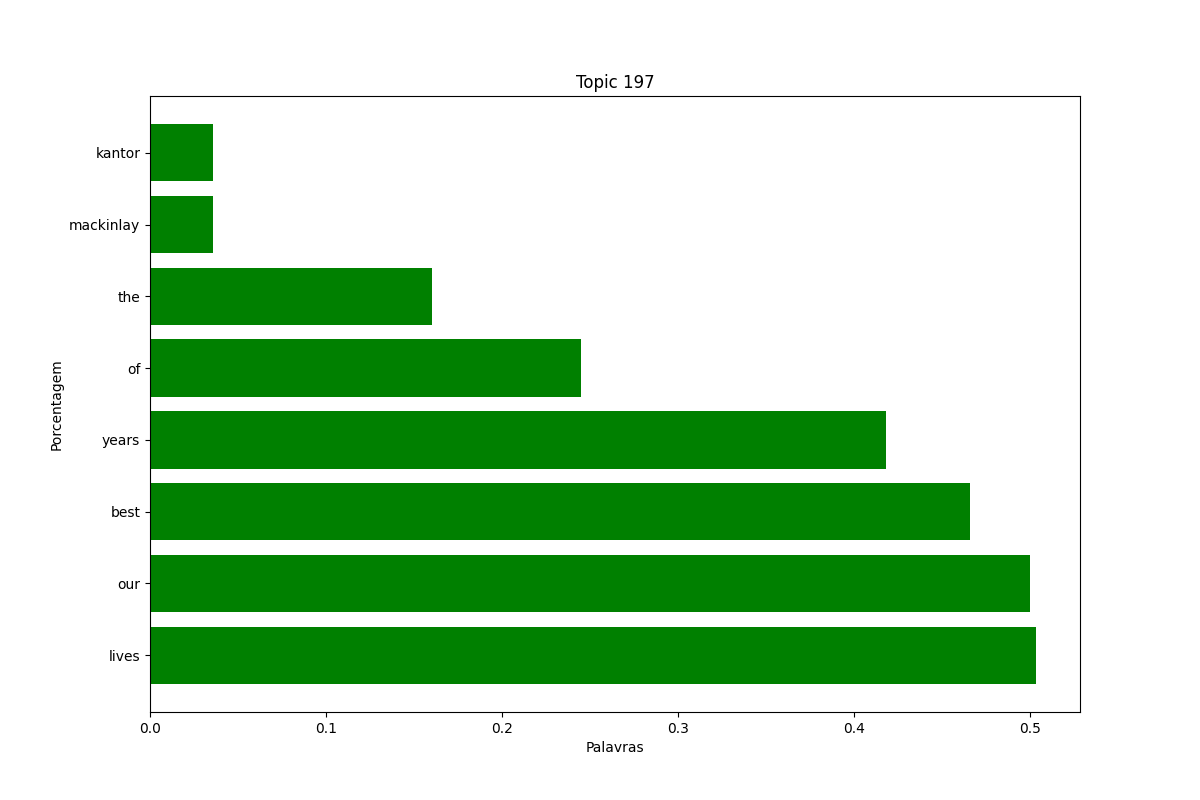 Topic 197
kantor
mackinlay
the
of
years
best
our
lives
Porcentagem
0.0 0.1 0.2 0.3 0.4 0.5
Palavras